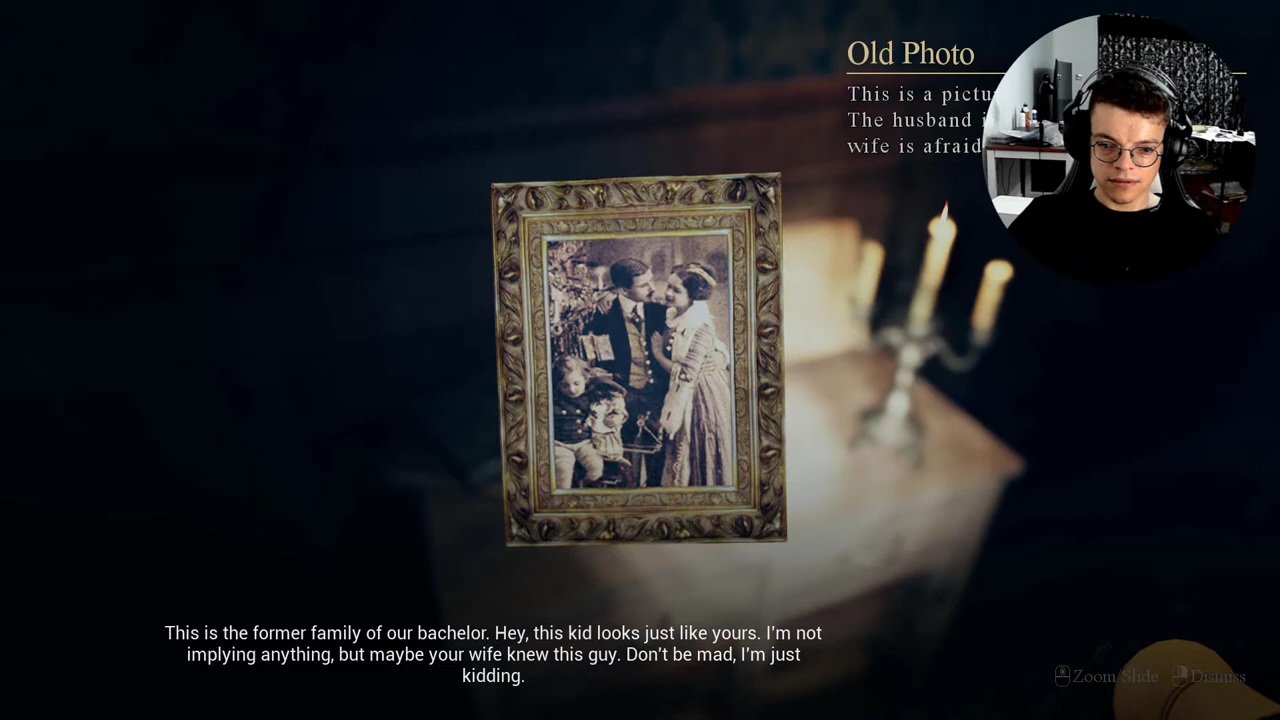 Old Photo
This is a
The husband
wife is afraid
This is the former family of our bachelor. Hey, this kid looks just like yours. I'm not
implying anything, but maybe your wife knew this guy. Don't be mad, I'm just
kidding.
Zoom/Slide Dismiss